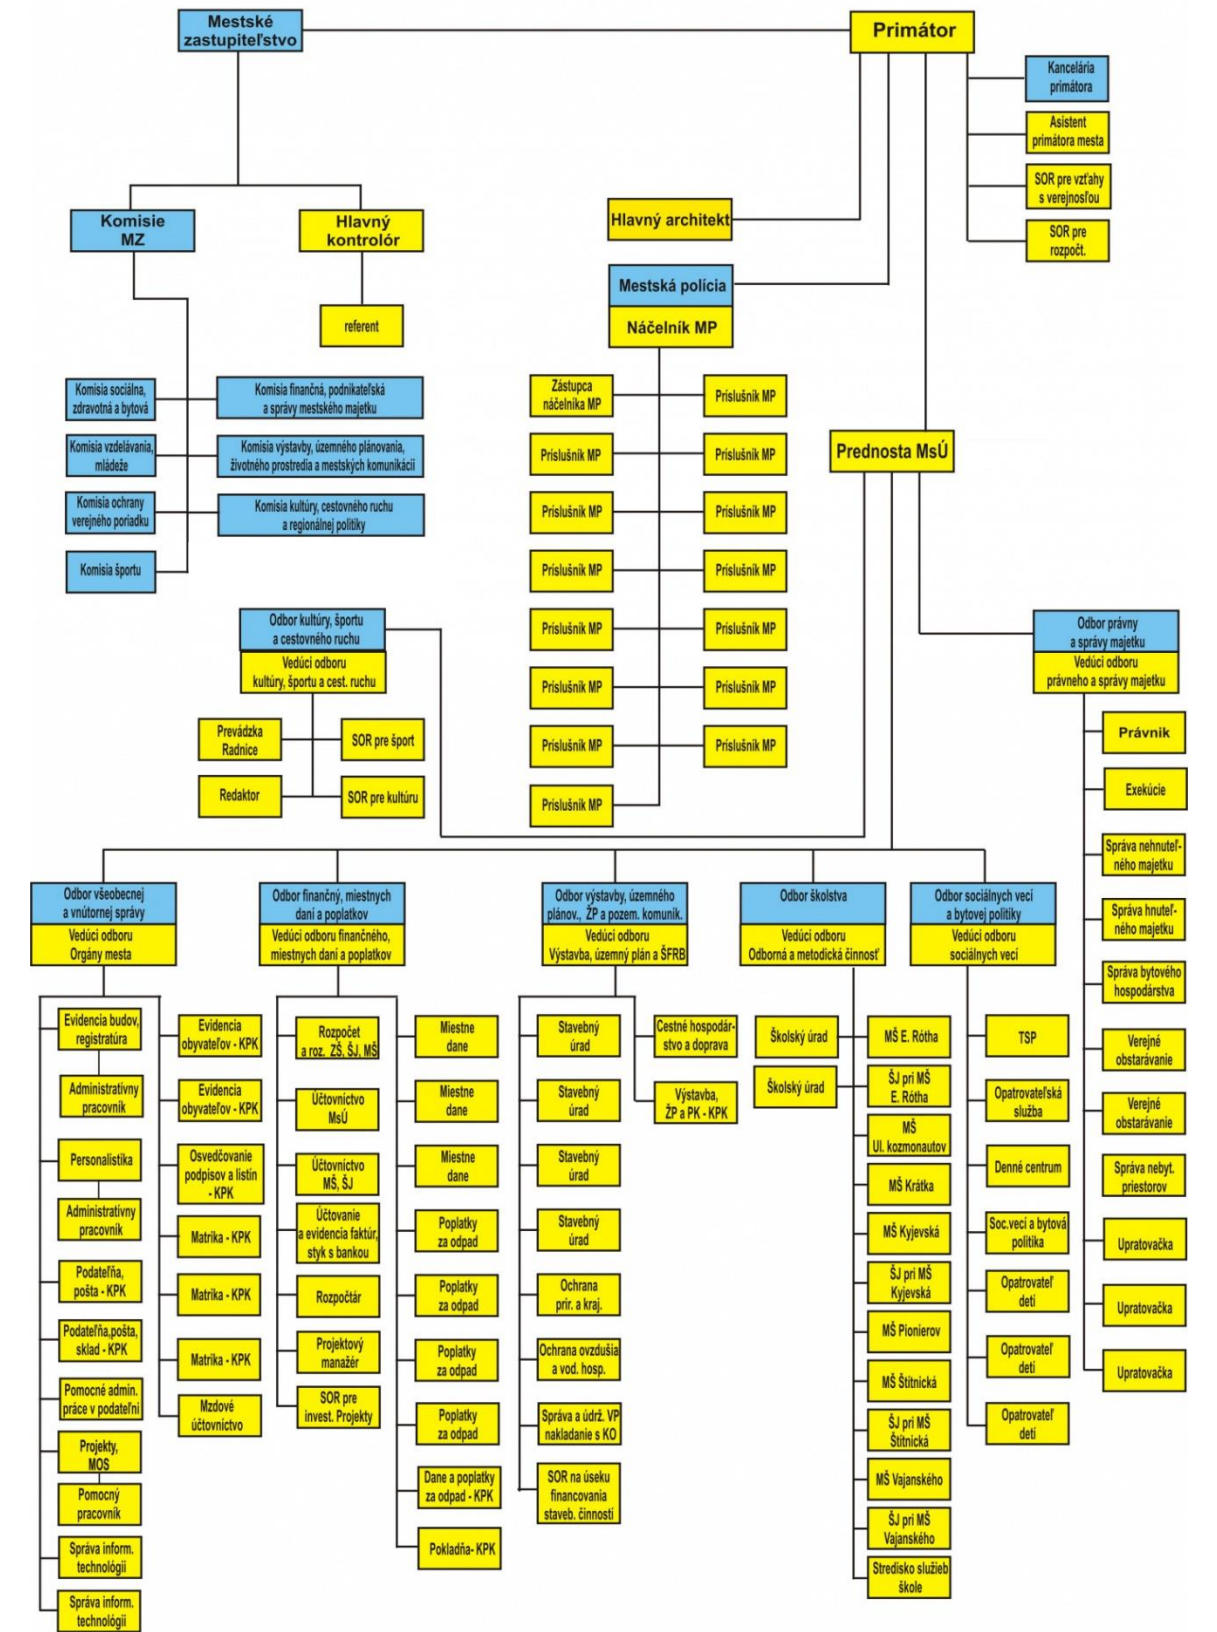 Mestské
zastupiteľstvo
Primátor
Kancelária
primátora
Asistent
primátora mesta
SOR pre vzťahy
s verejnosľou
SOR pre
rozpočt.
Komisie
MZ
Hlavný
kontrolór
referent
Hlavný architekt
Mestská polícia
Náčelník MP
Komisia sociálna,
zdravotná a bytová
Komisia finančná, podnikateľská
a správy mestského majetku
Komisia vzdelávania,
mládeže
Komisia výstavby, územného plánovania,
životného prostredia a mestských komunikácii
Komisia ochrany
verejného poriadku
Komisia kultúry, cestovného ruchu
a regionálnej politiky
Komisia športu
Zástupca
náčelníka MP
Príslušník MP
Príslušník MP
Príslušník MP
Príslušník MP
Príslušník MP
Príslušník MP
Príslušník MP
Príslušník MP
Príslušník MP
Príslušník MP
Príslušník MP
Príslušník MP
Príslušník MP
Príslušník MP
Prednosta MsÚ
Odbor kultúry, športu
a cestovného ruchu
Vedúci odboru
kultúry, športu a cest. ruchu
Prevádzka
Radnice
SOR pre šport
Redaktor
SOR pre kultúru
Odbor právny
a správy majetku
Vedúci odboru
právneho a správy majetku
Právnik
Exekúcie
Správa nehnuteľ-
ného majetku
Správa hnuteľ-
ného majetku
Správa bytového
hospodárstva
Verejné
obstarávanie
Verejné
obstarávanie
Správa nebyt.
priestorov
Upratovačka
Upratovačka
Upratovačka
Odbor všeobecnej
a vnútornej správy
Vedúci odboru
Orgány mesta
Evidencia budov,
registratúra
Administratívny
pracovník
Personalistika
Administratívny
pracovník
Podateľňa,
pošta - KPK
Podateľňa,pošta,
sklad - KPK
Pomocné admin.
práce v podateľni
Projekty,
MOS
Pomocný
pracovník
Správa inform.
technológii
Správa inform.
technológii
Evidencia
obyvateľov - KPK
Evidencia
obyvateľov - KPK
Osvedčovanie
podpisov a listín
- KPK
Matrika - KPK
Matrika - KPK
Matrika - KPK
Mzdové
účtovníctvo
Odbor finančný, miestnych
daní a poplatkov
Vedúci odboru finančného,
miestnych daní a poplatkov
Rozpočet
a roz. ZŠ, ŠJ, MŠ
Účtovníctvo
MsÚ
Účtovníctvo
MŠ, ŠJ
Účtovanie
a evidencia faktúr,
styk s bankou
Rozpočtár
Projektový
manažér
SOR pre
invest. Projekty
Miestne
dane
Miestne
dane
Miestne
dane
Poplatky
za odpad
Poplatky
za odpad
Poplatky
za odpad
Poplatky
za odpad
Dane a poplatky
za odpad - KPK
Pokladňa- KPK
Odbor výstavby, územného
plánov., ŽP a pozem. komunik.
Vedúci odboru
Výstavba, územný plán a ŠFRB
Stavebný
úrad
Stavebný
úrad
Stavebný
úrad
Stavebný
úrad
Ochrana
prír. a kraj.
Ochrana ovzdušia
a vod. hosp.
Správa a údrž. VP
nakladanie s KO
SOR na úseku
financovania
staveb. činností
Cestné hospodár-
stvo a doprava
Výstavba,
ŽP a PK - KPK
Odbor školstva
Vedúci odboru
Odborná a metodická činnosť
Školský úrad
Školský úrad
MŠ E. Rótha
ŠJ pri MŠ
E. Rótha
MŠ
Ul. kozmonautov
MŠ Krátka
MŠ Kyjevská
ŠJ pri MŠ
Kyjevská
MŠ Pionierov
MŠ Štítnická
ŠJ pri MŠ
Štítnická
MŠ Vajanského
ŠJ pri MŠ
Vajanského
Stredisko služieb
škole
Odbor sociálnych vecí
a bytovej politiky
Vedúci odboru
sociálnych vecí
TSP
Opatrovateľská
služba
Denné centrum
Soc.veci a bytová
politika
Opatrovateľ
detí
Opatrovateľ
detí
Opatrovateľ
detí